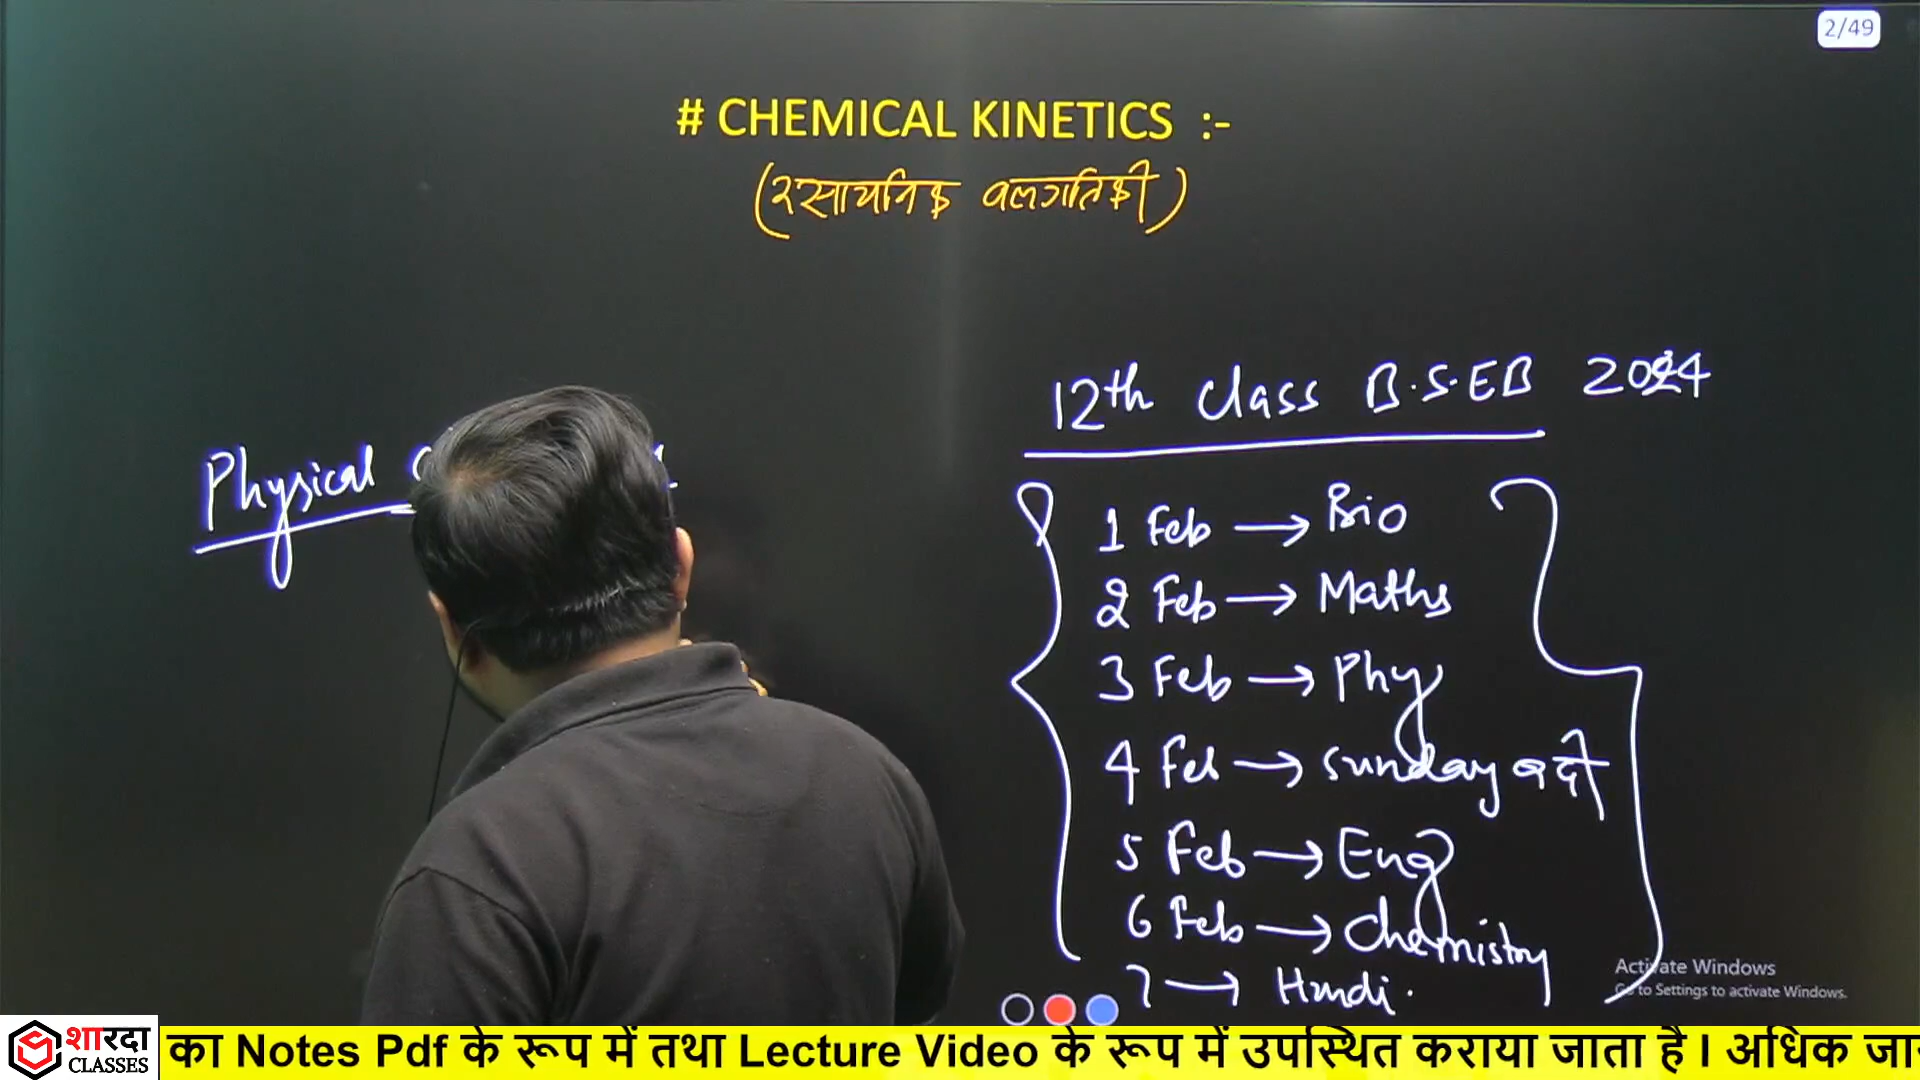 2/49
# CHEMICAL KINETICS :-
(रसायनिक बलगतिकी)
Physical
12th Class B.S.EB 2024
1 Feb → Bio
2 Feb → Maths
3 Feb → Phy
4 Feb → Sunday बंदी
5 Feb → Eng
6 Feb → Chemistry
7 → Hindi.
Activate Windows
Go to Settings to activate Windows.
शारदा
CLASSES
का Notes Pdf के रूप में तथा Lecture Video के रूप में उपस्थित कराया जाता है I अधिक